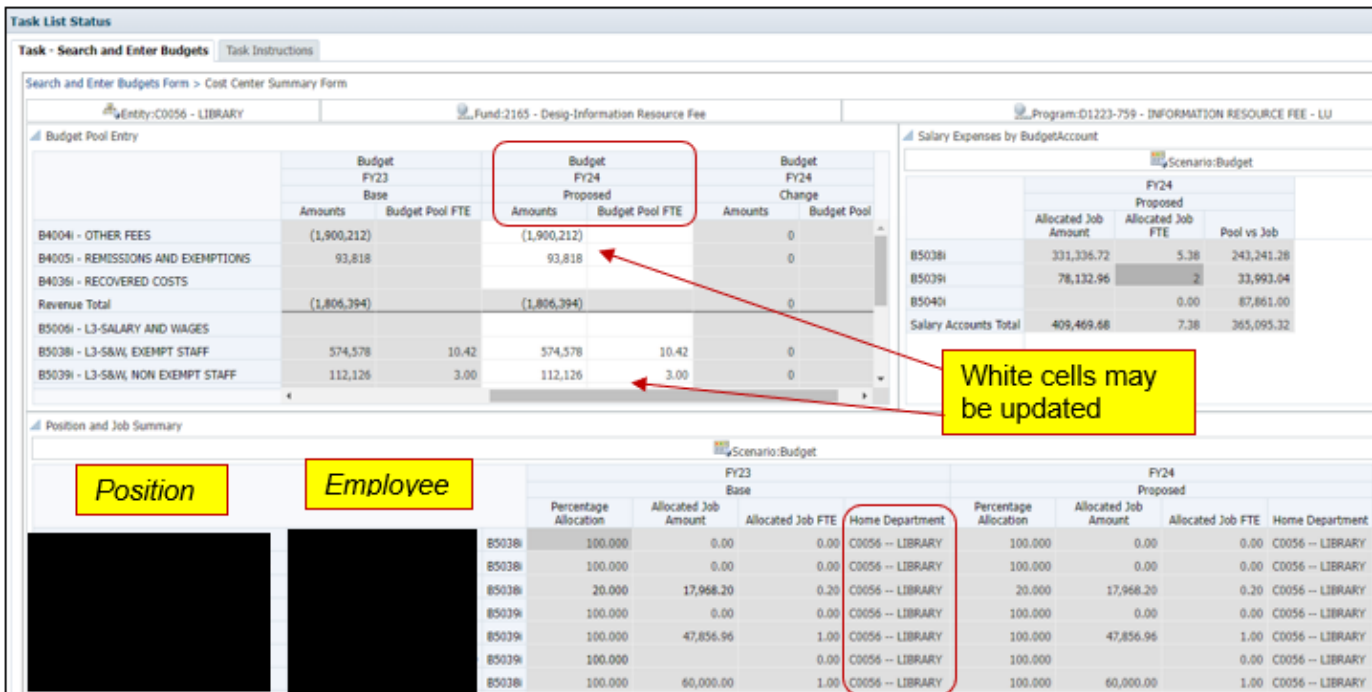 Task List Status
Task - Search and Enter Budgets Task Instructions
Search and Enter Budgets Form > Cost Center Summary Form
Entity:C0056 - LIBRARY Fund:2165 - Desig-Information Resource Fee Program:D1223-759 - INFORMATION RESOURCE FEE - LU
Budget Pool Entry
Budget Budget Budget
FY23 FY24 FY24
Base Proposed Change
Amounts Budget Pool FTE Amounts Budget Pool FTE Amounts Budget Pool
B4004i - OTHER FEES (1,900,212) (1,900,212) 0
B4005i - REMISSIONS AND EXEMPTIONS 93,818 93,818 0
B4036i - RECOVERED COSTS
Revenue Total (1,806,394) (1,806,394) 0
B5006i - L3-SALARY AND WAGES
B5038i - L3-S&W, EXEMPT STAFF 574,578 10.42 574,578 10.42 0
B5039i - L3-S&W, NON EXEMPT STAFF 112,126 3.00 112,126 3.00 0
Salary Expenses by BudgetAccount
Scenario:Budget
FY24
Proposed
Allocated Job Amount Allocated Job FTE Pool vs Job
B5038i 331,336.72 5.38 243,241.28
B5039i 78,132.96 2 33,993.04
B5040i 0.00 87,861.00
Salary Accounts Total 409,469.68 7.38 365,095.32
White cells may
be updated
Position and Job Summary
Scenario:Budget
Position Employee
FY23 FY24
Base Proposed
Percentage Allocation Allocated Job Amount Allocated Job FTE Home Department Percentage Allocation Allocated Job Amount Allocated Job FTE Home Department
B5038i 100.000 0.00 0.00 C0056 -- LIBRARY 100.000 0.00 0.00 C0056 -- LIBRARY
B5038i 100.000 0.00 0.00 C0056 -- LIBRARY 100.000 0.00 0.00 C0056 -- LIBRARY
B5038i 20.000 17,968.20 0.20 C0056 -- LIBRARY 20.000 17,968.20 0.20 C0056 -- LIBRARY
B5039i 100.000 0.00 0.00 C0056 -- LIBRARY 100.000 0.00 0.00 C0056 -- LIBRARY
B5039i 100.000 47,856.96 1.00 C0056 -- LIBRARY 100.000 47,856.96 1.00 C0056 -- LIBRARY
B5039i 100.000 0.00 C0056 -- LIBRARY 100.000 0.00 C0056 -- LIBRARY
B5038i 100.000 60,000.00 1.00 C0056 -- LIBRARY 100.000 60,000.00 1.00 C0056 -- LIBRARY